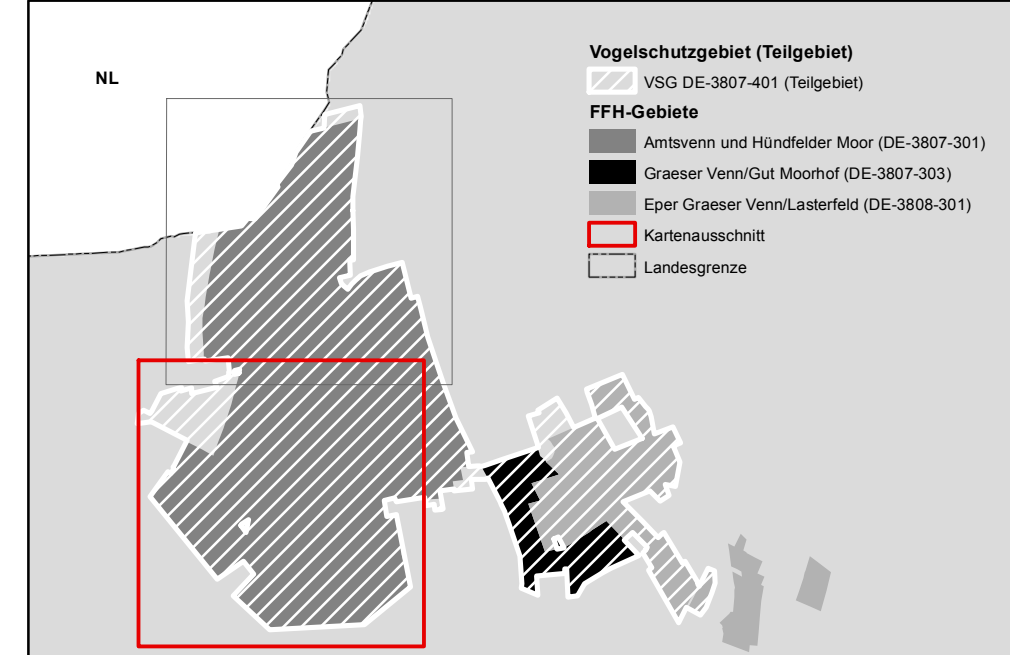 NL
Vogelschutzgebiet (Teilgebiet)
VSG DE-3807-401 (Teilgebiet)
FFH-Gebiete
Amtsvenn und Hündfelder Moor (DE-3807-301)
Graeser Venn/Gut Moorhof (DE-3807-303)
Eper Graeser Venn/Lasterfeld (DE-3808-301)
Kartenausschnitt
Landesgrenze